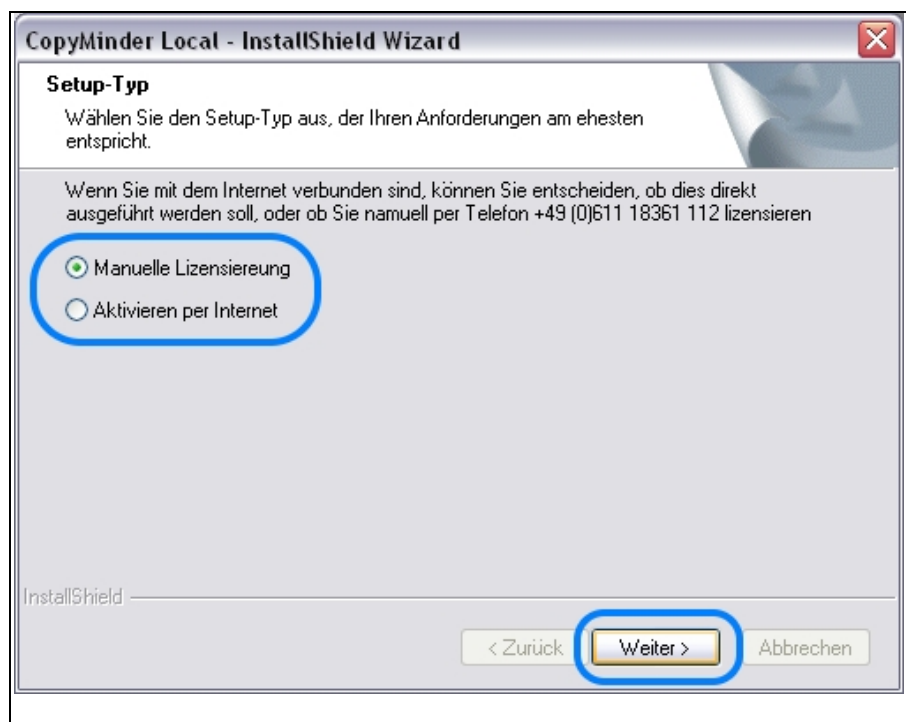 CopyMinder Local - InstallShield Wizard
Setup-Typ
Wählen Sie den Setup-Typ aus, der Ihren Anforderungen am ehesten
entspricht.
Wenn Sie mit dem Internet verbunden sind, können Sie entscheiden, ob dies direkt
ausgeführt werden soll, oder ob Sie namuell per Telefon +49 (0)611 18361 112 lizensieren
Manuelle Lizensiereung
Aktivieren per Internet
InstallShield
< Zurück Weiter > Abbrechen